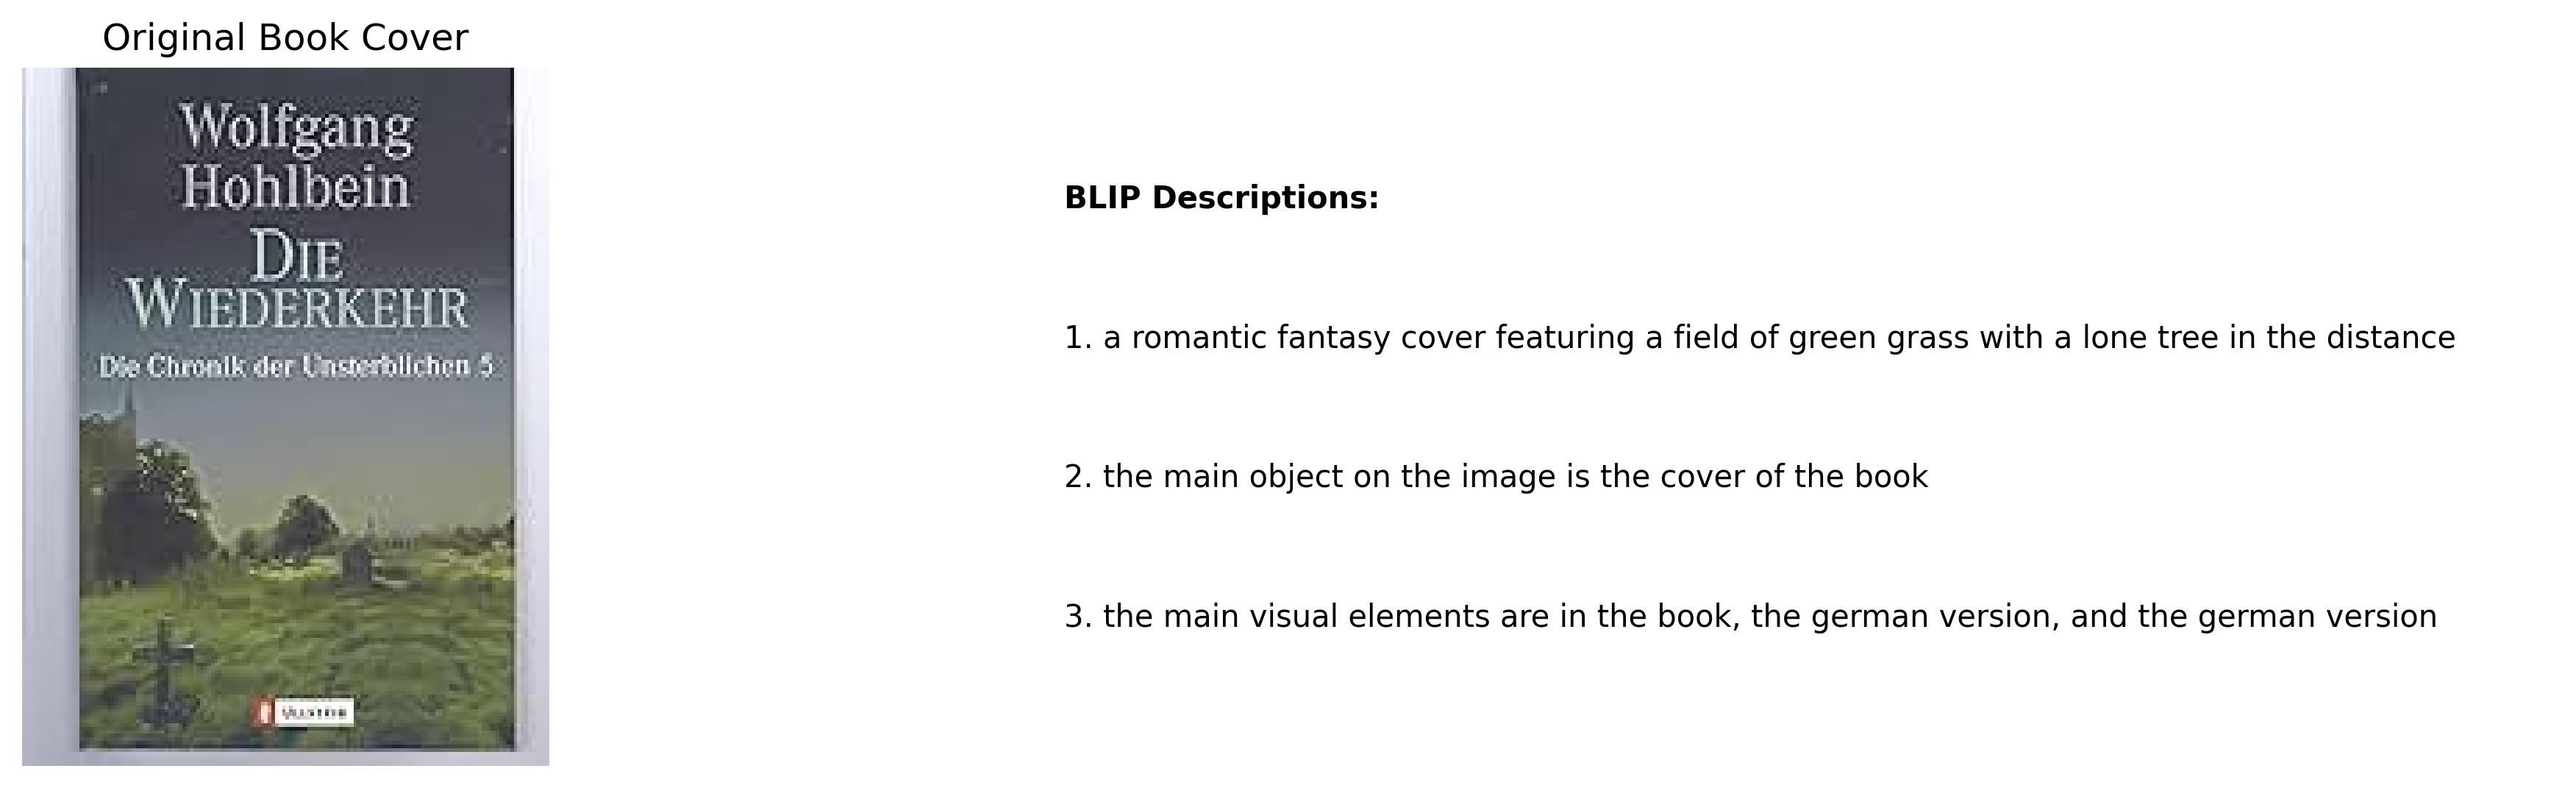 Original Book Cover
Wolfgang
Hohlbein
DIE
WIEDERKEHR
Die Chronik der Unsterblichen 5
ULLSTEIN
BLIP Descriptions:
1. a romantic fantasy cover featuring a field of green grass with a lone tree in the distance
2. the main object on the image is the cover of the book
3. the main visual elements are in the book, the german version, and the german version